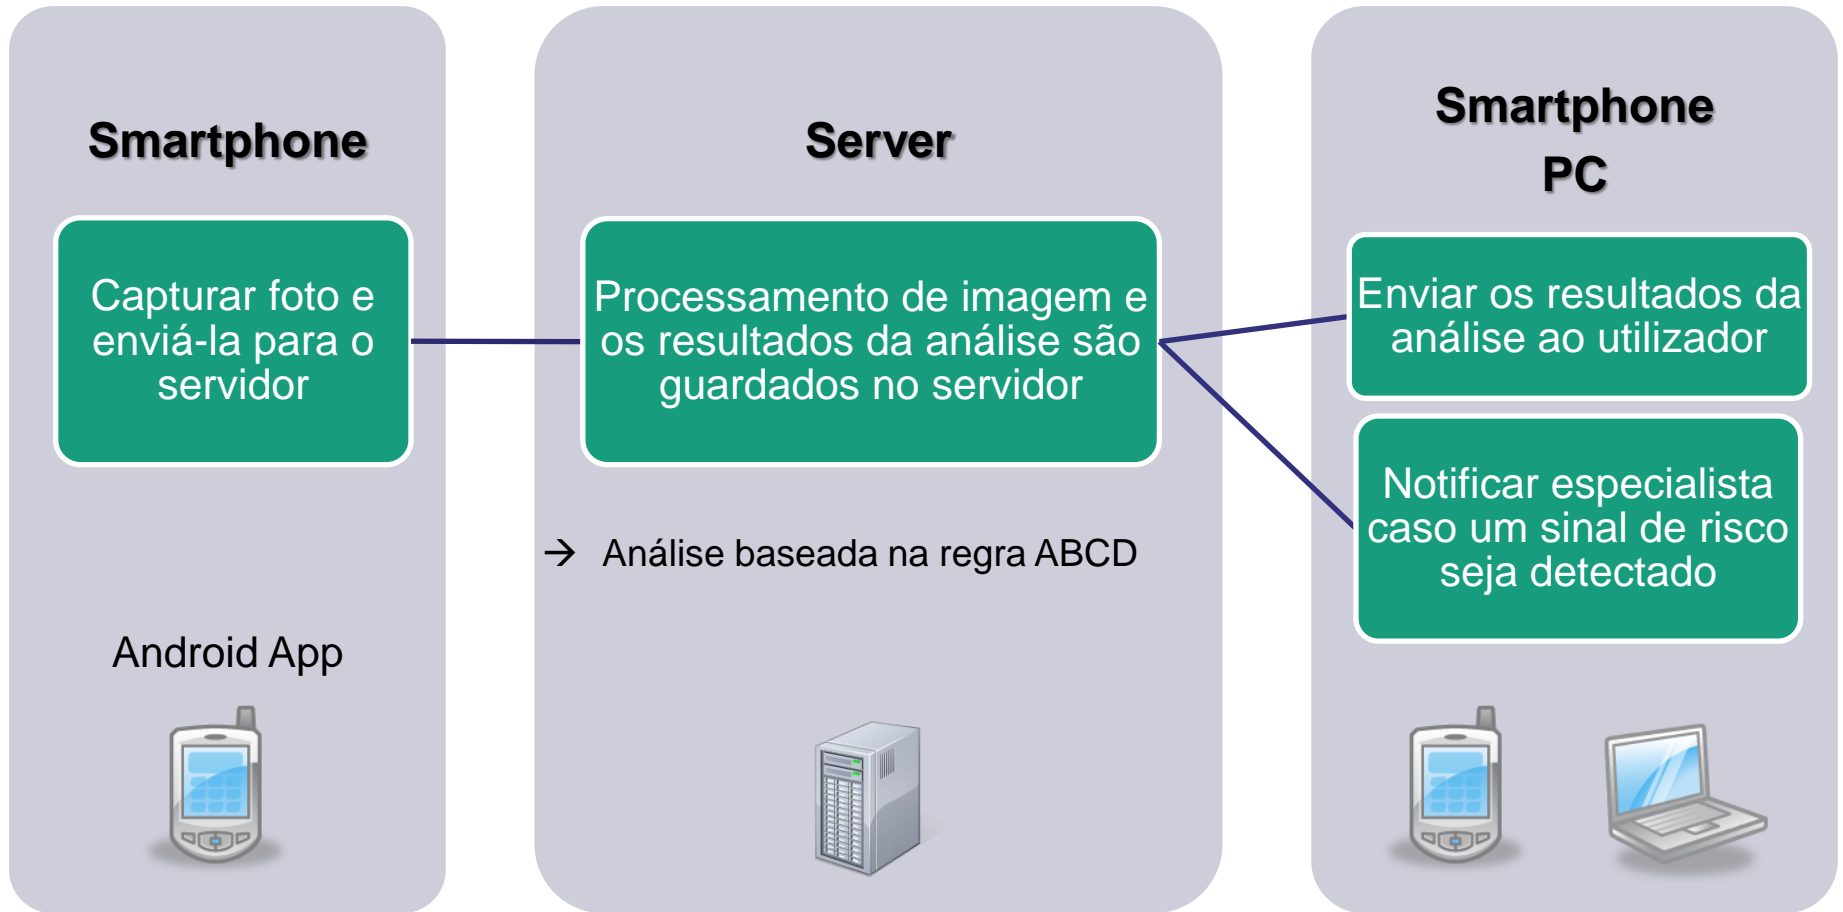 Smartphone
Capturar foto e
enviá-la para o
servidor
Android App
Server
Processamento de imagem e
os resultados da análise são
guardados no servidor
→ Análise baseada na regra ABCD
Smartphone
PC
Enviar os resultados da
análise ao utilizador
Notificar especialista
caso um sinal de risco
seja detectado